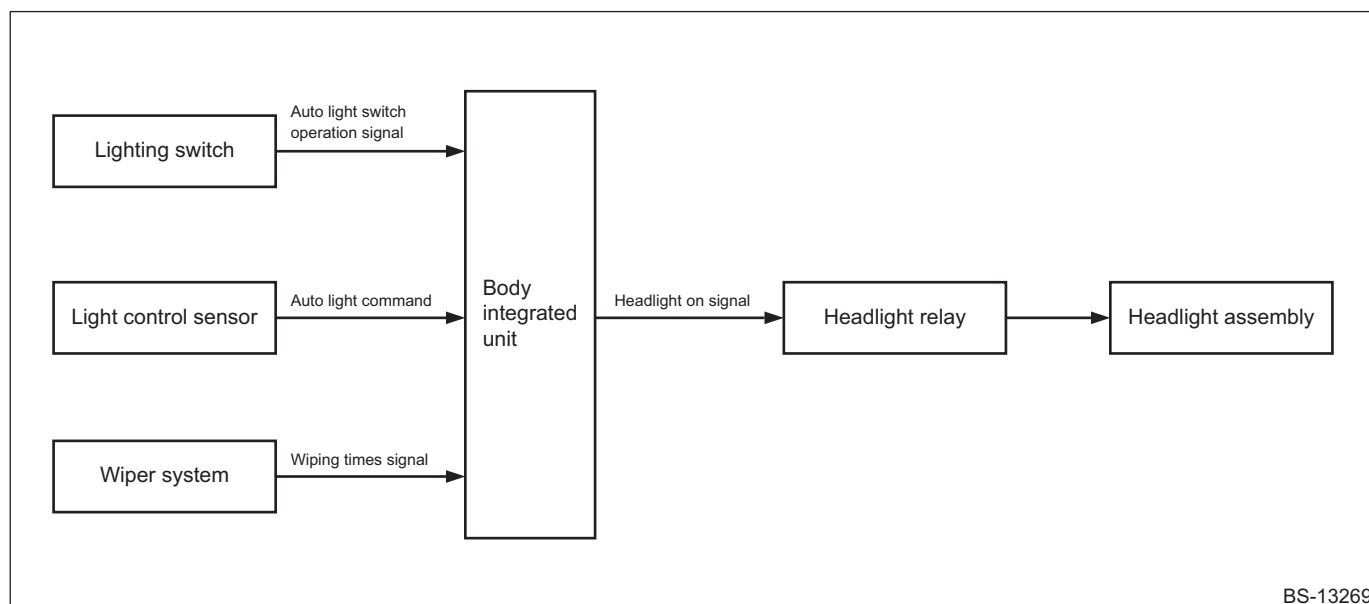 Auto light switch
operation signal
Lighting switch
Body
integrated
unit
Auto light command
Light control sensor
Headlight on signal
Headlight relay
Headlight assembly
Wiping times signal
Wiper system
BS-13269